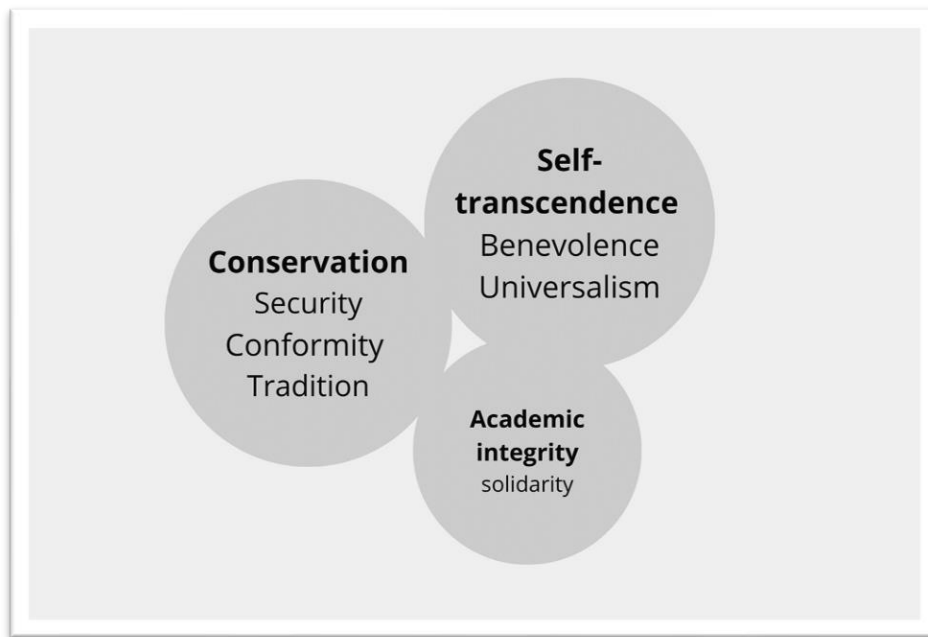 Self-
transcendence
Benevolence
Universalism
Conservation
Security
Conformity
Tradition
Academic
integrity
solidarity